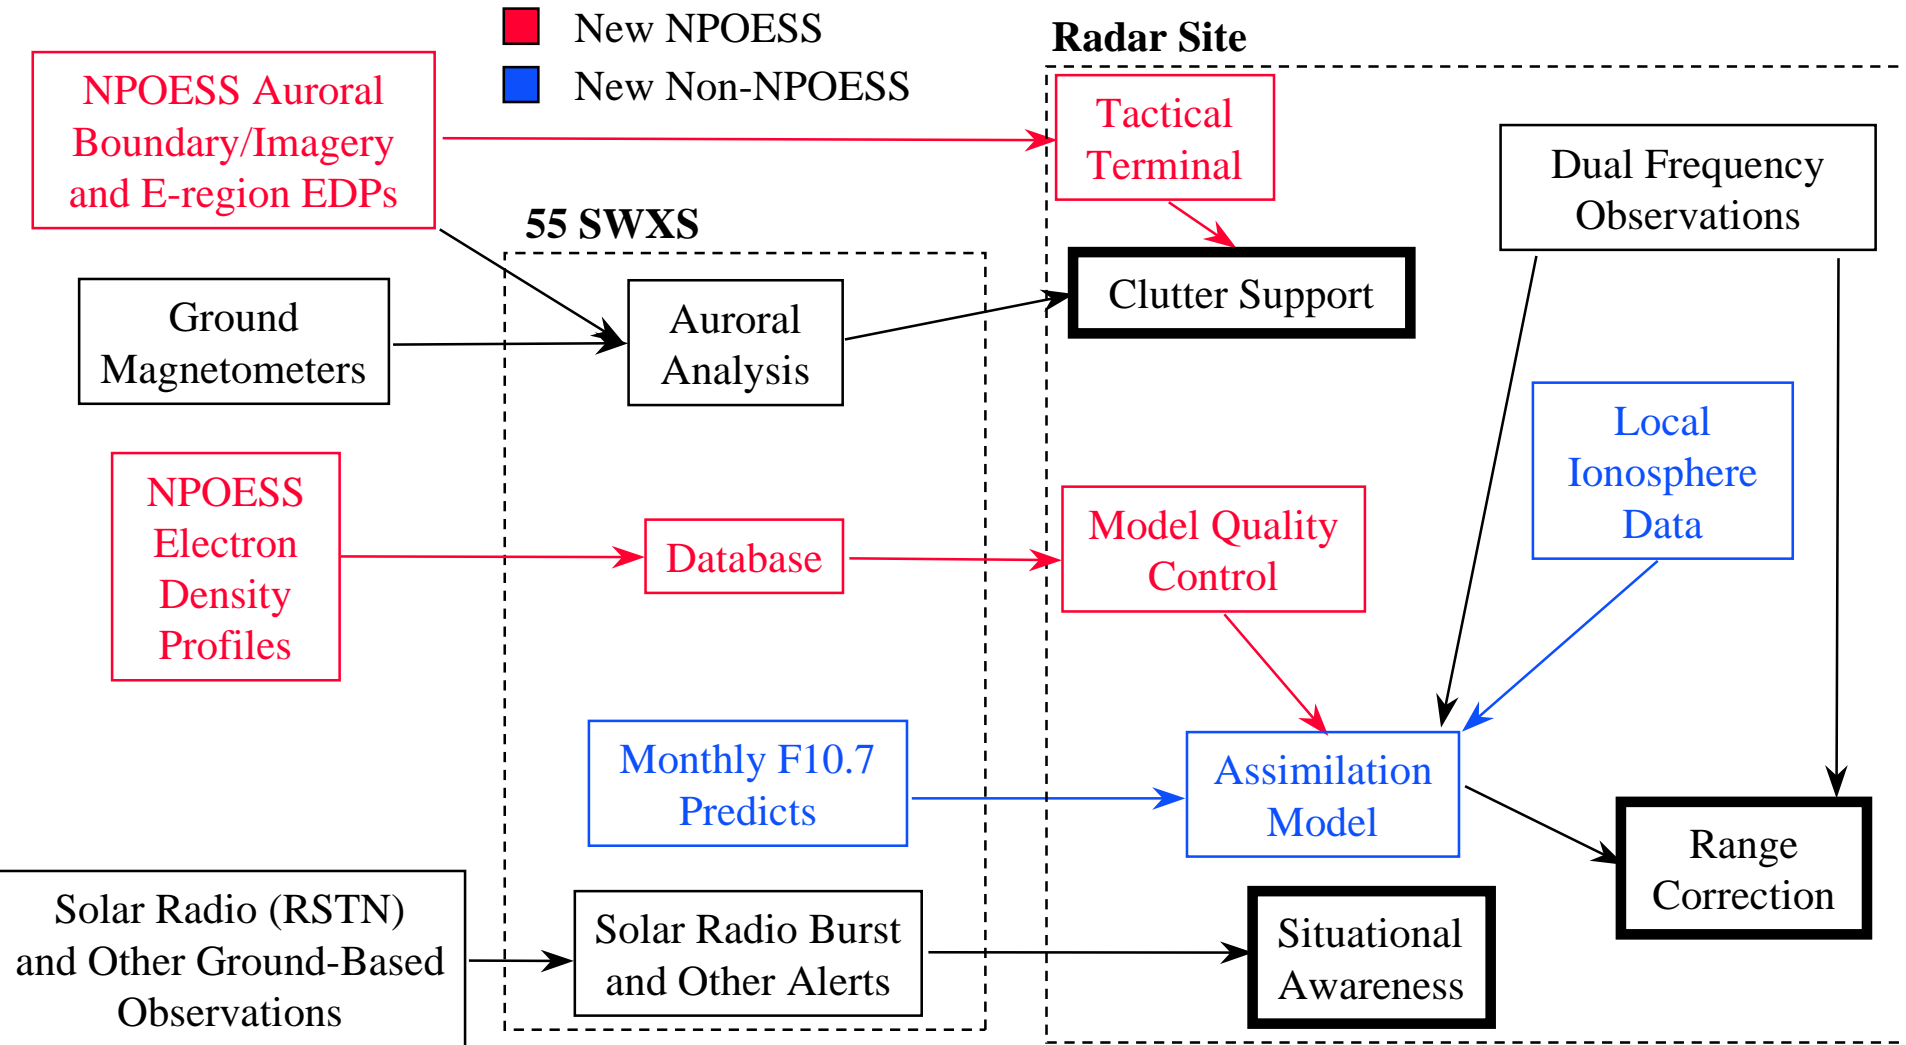 New NPOESS
New Non-NPOESS
Radar Site
NPOESS Auroral
Boundary/Imagery
and E-region EDPs
Tactical
Terminal
Dual Frequency
Observations
55 SWXS
Ground
Magnetometers
Auroral
Analysis
Clutter Support
Local
Ionosphere
Data
NPOESS
Electron
Density
Profiles
Database
Model Quality
Control
Monthly F10.7
Predicts
Assimilation
Model
Range
Correction
Solar Radio (RSTN)
and Other Ground-Based
Observations
Solar Radio Burst
and Other Alerts
Situational
Awareness